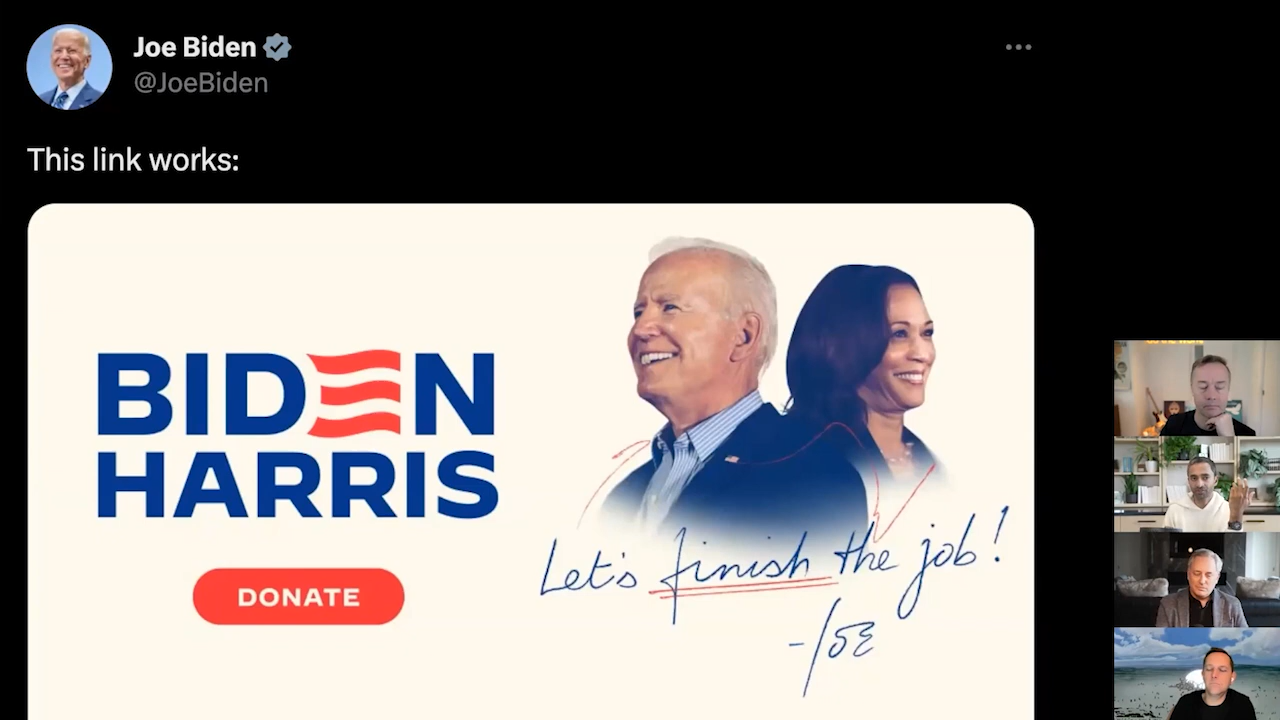 Joe Biden
@JoeBiden
This link works:
BIDEN
HARRIS
DONATE
Let's finish the job!
-JOE